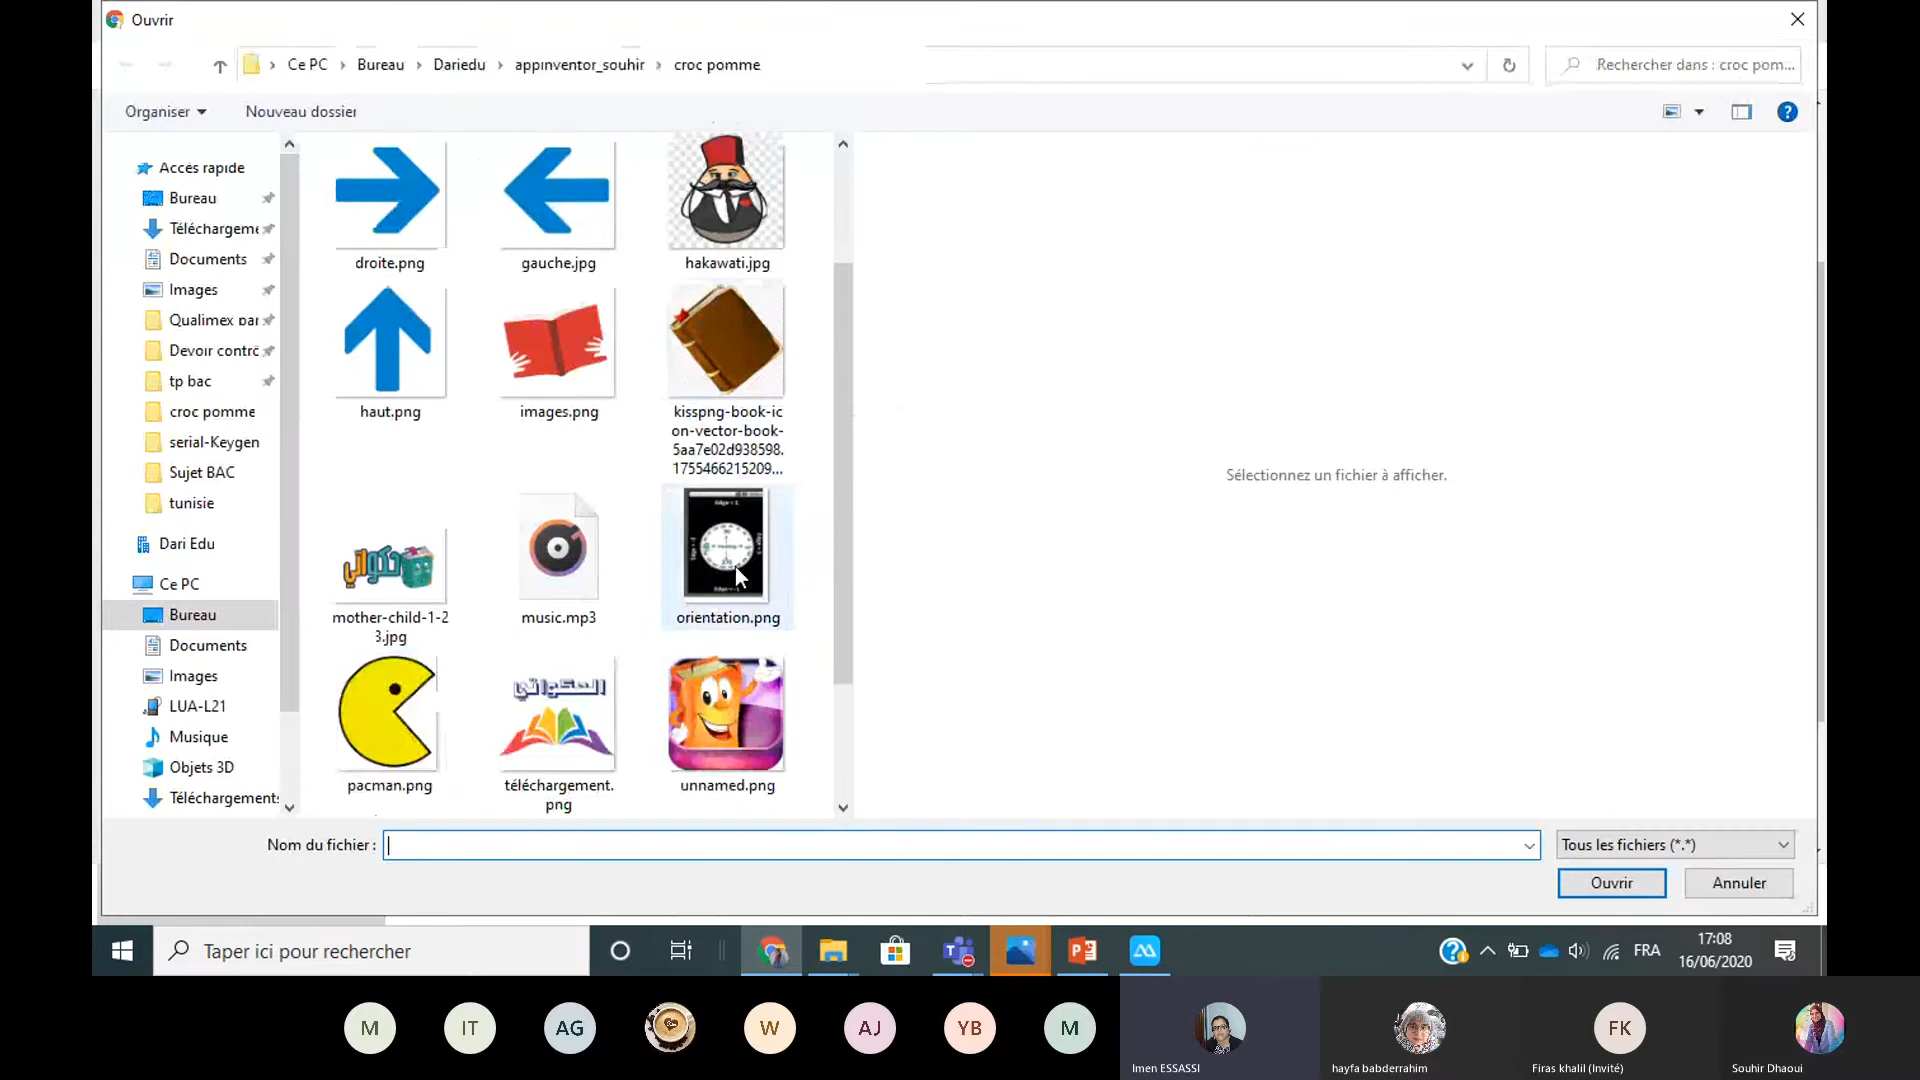 Ouvrir
Ce PC
Bureau
Dariedu
appinventor_souhir
croc pomme
Rechercher dans : croc pom...
Organiser
Nouveau dossier
Accès rapide
Bureau
Téléchargeme
Documents
Images
Qualimex par
Devoir contrô
tp bac
croc pomme
serial-Keygen
Sujet BAC
tunisie
Dari Edu
Ce PC
Bureau
Documents
Images
LUA-L21
Musique
Objets 3D
Téléchargements
droite.png
gauche.jpg
hakawati.jpg
haut.png
images.png
kisspng-book-ic
on-vector-book-
5aa7e02d938598.
1755466215209...
حكواتي
mother-child-1-2
3.jpg
music.mp3
orientation.png
pacman.png
الحكواتي
téléchargement.
png
unnamed.png
Sélectionnez un fichier à afficher.
Nom du fichier :
Tous les fichiers (*.*)
Ouvrir
Annuler
Taper ici pour rechercher
FRA
17:08
16/06/2020
M
IT
AG
W
AJ
YB
M
FK
Imen ESSASSI
hayfa babderrahim
Firas khalil (Invité)
Souhir Dhaoui